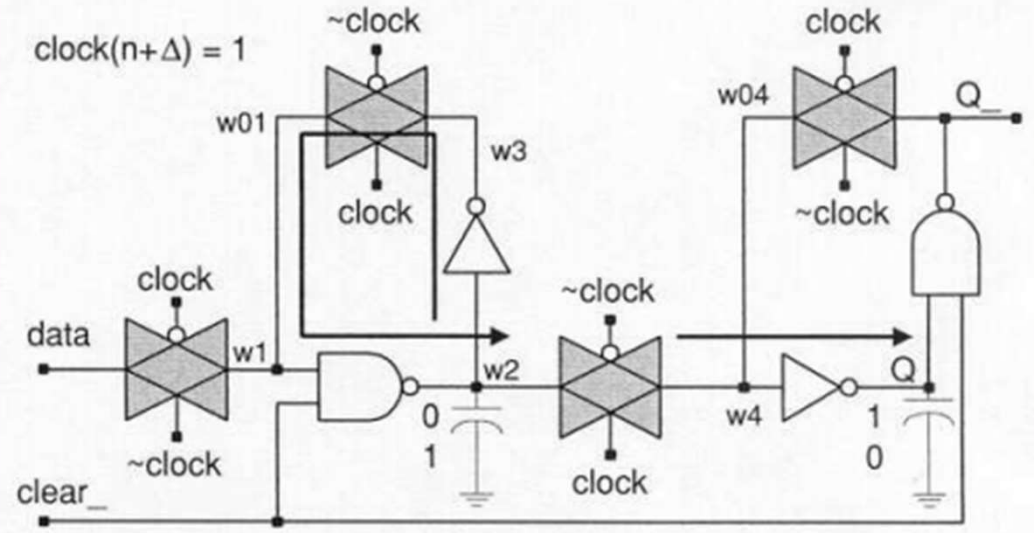 ~clock
clock
clock(n+Δ) = 1
w01
w04
Q_
w3
clock
~clock
clock
~clock
data
w1
w2
Q
0
1
w4
1
0
~clock
clock
clear_